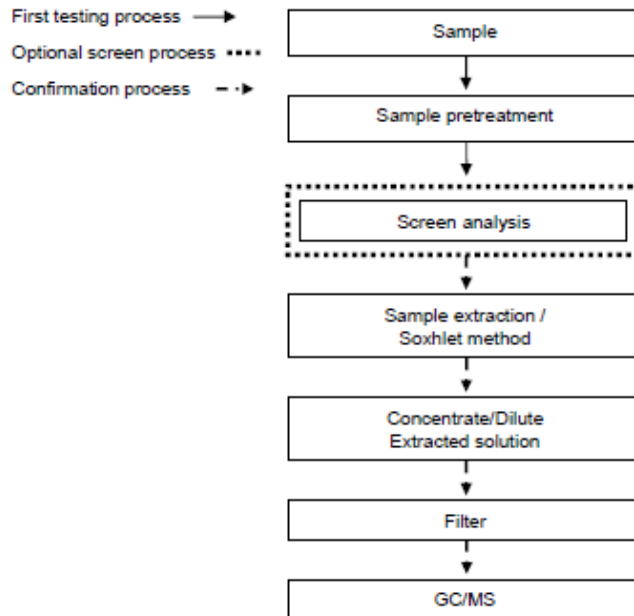 First testing process
Optional screen process
Confirmation process
Sample
Sample pretreatment
Screen analysis
Sample extraction /
Soxhlet method
Concentrate/Dilute
Extracted solution
Filter
GC/MS